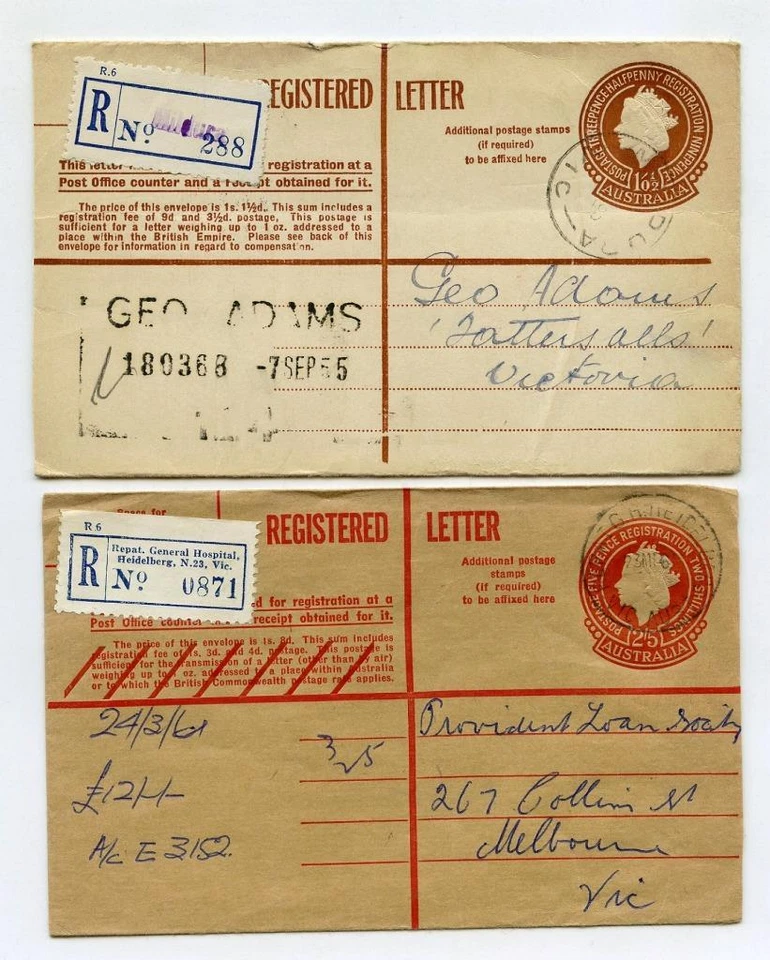 R.6
R No 288
Mildura
REGISTERED LETTER
This letter registration at a
Post Office counter and a receipt obtained for it.
The price of this envelope is 1s. 1½d. This sum includes a
registration fee of 9d and 3½d. postage, This postage is
sufficient for a letter weighing up to 1 oz. addressed to a
place within the British Empire. Please see back of this
envelope for information in regard to compensation.
Additional postage stamps
(if required)
to be affixed here
POSTAGE THREEPENCE HALFPENNY REGISTRATION NINEPENCE
1/0½
AUSTRALIA
VIC
GEO ADAMS
180368 -7SEP55
Geo Adams
'Tattersalls'
Victoria
Space for
R.6
R Repat. General Hospital,
Heidelberg, N.23, Vic.
No 0871
REGISTERED LETTER
for registration at a
Post Office counter receipt obtained for it.
The price of this envelope is 1s. 8d. This sum includes
registration fee of 1s. 3d. and 4d. postage. This postage is
sufficient for the transmission of a letter (other than by air)
weighing up to 1 oz. addressed to a place within Australia
or to which the British Commonwealth postage rate applies.
Additional postage
stamps
(if required)
to be affixed here
POSTAGE FIVE PENCE REGISTRATION TWO SHILLINGS
2/5
AUSTRALIA
24/3/61
£12-/-
A/c E 3152.
3/25
Provident Loan Society
267 Collins St
Melbourne
Vic